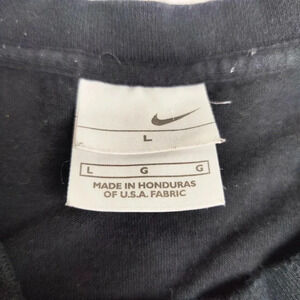 L
L G G
MADE IN HONDURAS
OF U.S.A. FABRIC